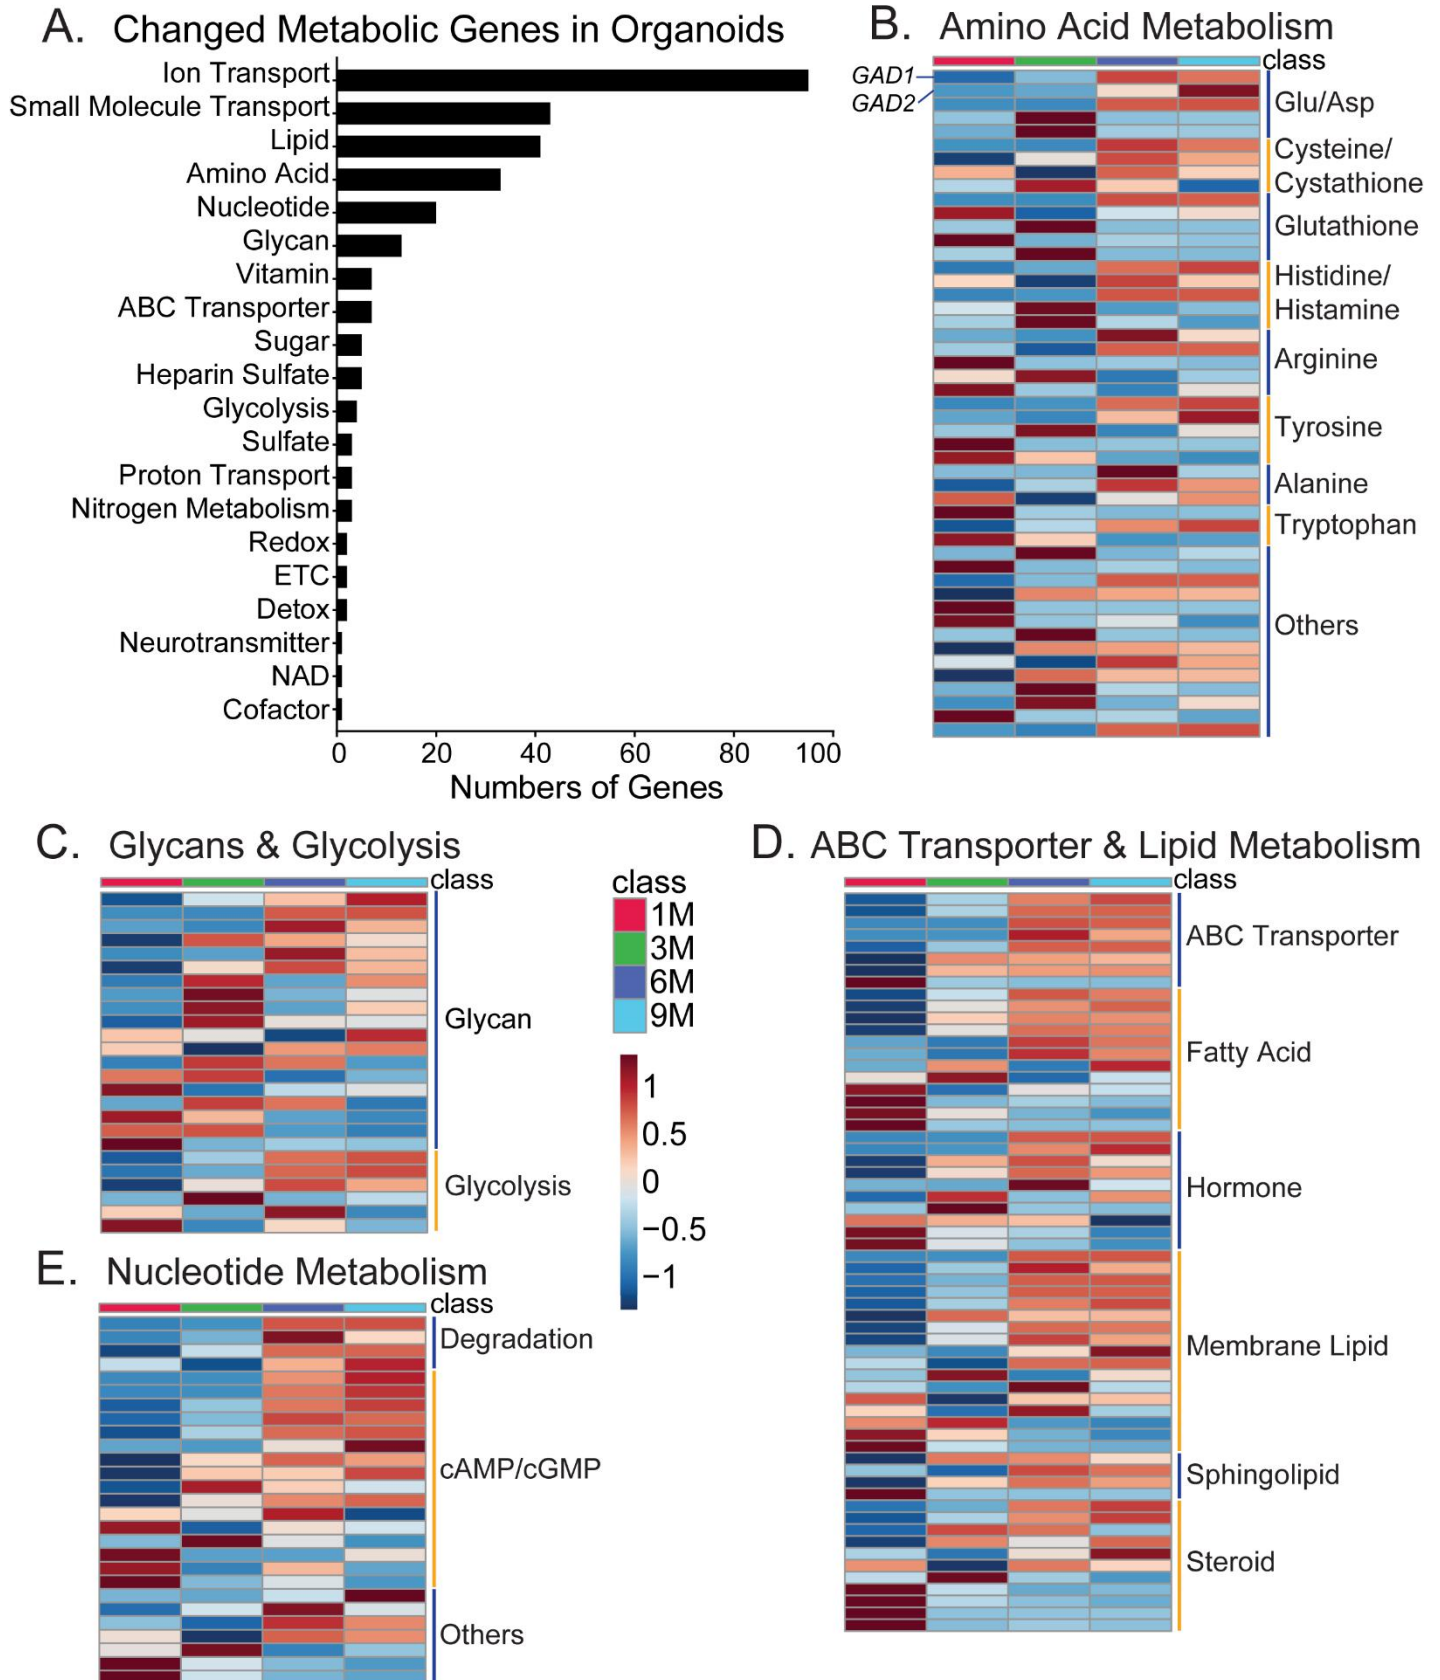 A. Changed Metabolic Genes in Organoids
Ion Transport
Small Molecule Transport
Lipid
Amino Acid
Nucleotide
Glycan
Vitamin
ABC Transporter
Sugar
Heparin Sulfate
Glycolysis
Sulfate
Proton Transport
Nitrogen Metabolism
Redox
ETC
Detox
Neurotransmitter
NAD
Cofactor
0 20 40 60 80 100
Numbers of Genes
B. Amino Acid Metabolism
class
GAD1
GAD2
Glu/Asp
Cysteine/
Cystathione
Glutathione
Histidine/
Histamine
Arginine
Tyrosine
Alanine
Tryptophan
Others
C. Glycans & Glycolysis
class
Glycan
Glycolysis
class
1M
3M
6M
9M
1
0.5
0
−0.5
−1
D. ABC Transporter & Lipid Metabolism
class
ABC Transporter
Fatty Acid
Hormone
Membrane Lipid
Sphingolipid
Steroid
E. Nucleotide Metabolism
class
Degradation
cAMP/cGMP
Others